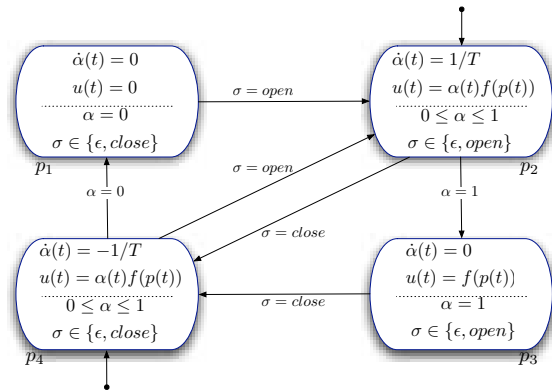 α̇(t) = 0
u(t) = 0
α = 0
σ ∈ {ϵ, close}
p₁
σ = open
α̇(t) = 1/T
u(t) = α(t)f(p(t))
0 ≤ α ≤ 1
σ ∈ {ϵ, open}
p₂
α = 0
σ = open
σ = close
α = 1
α̇(t) = −1/T
u(t) = α(t)f(p(t))
0 ≤ α ≤ 1
σ ∈ {ϵ, close}
p₄
σ = close
α̇(t) = 0
u(t) = f(p(t))
α = 1
σ ∈ {ϵ, open}
p₃